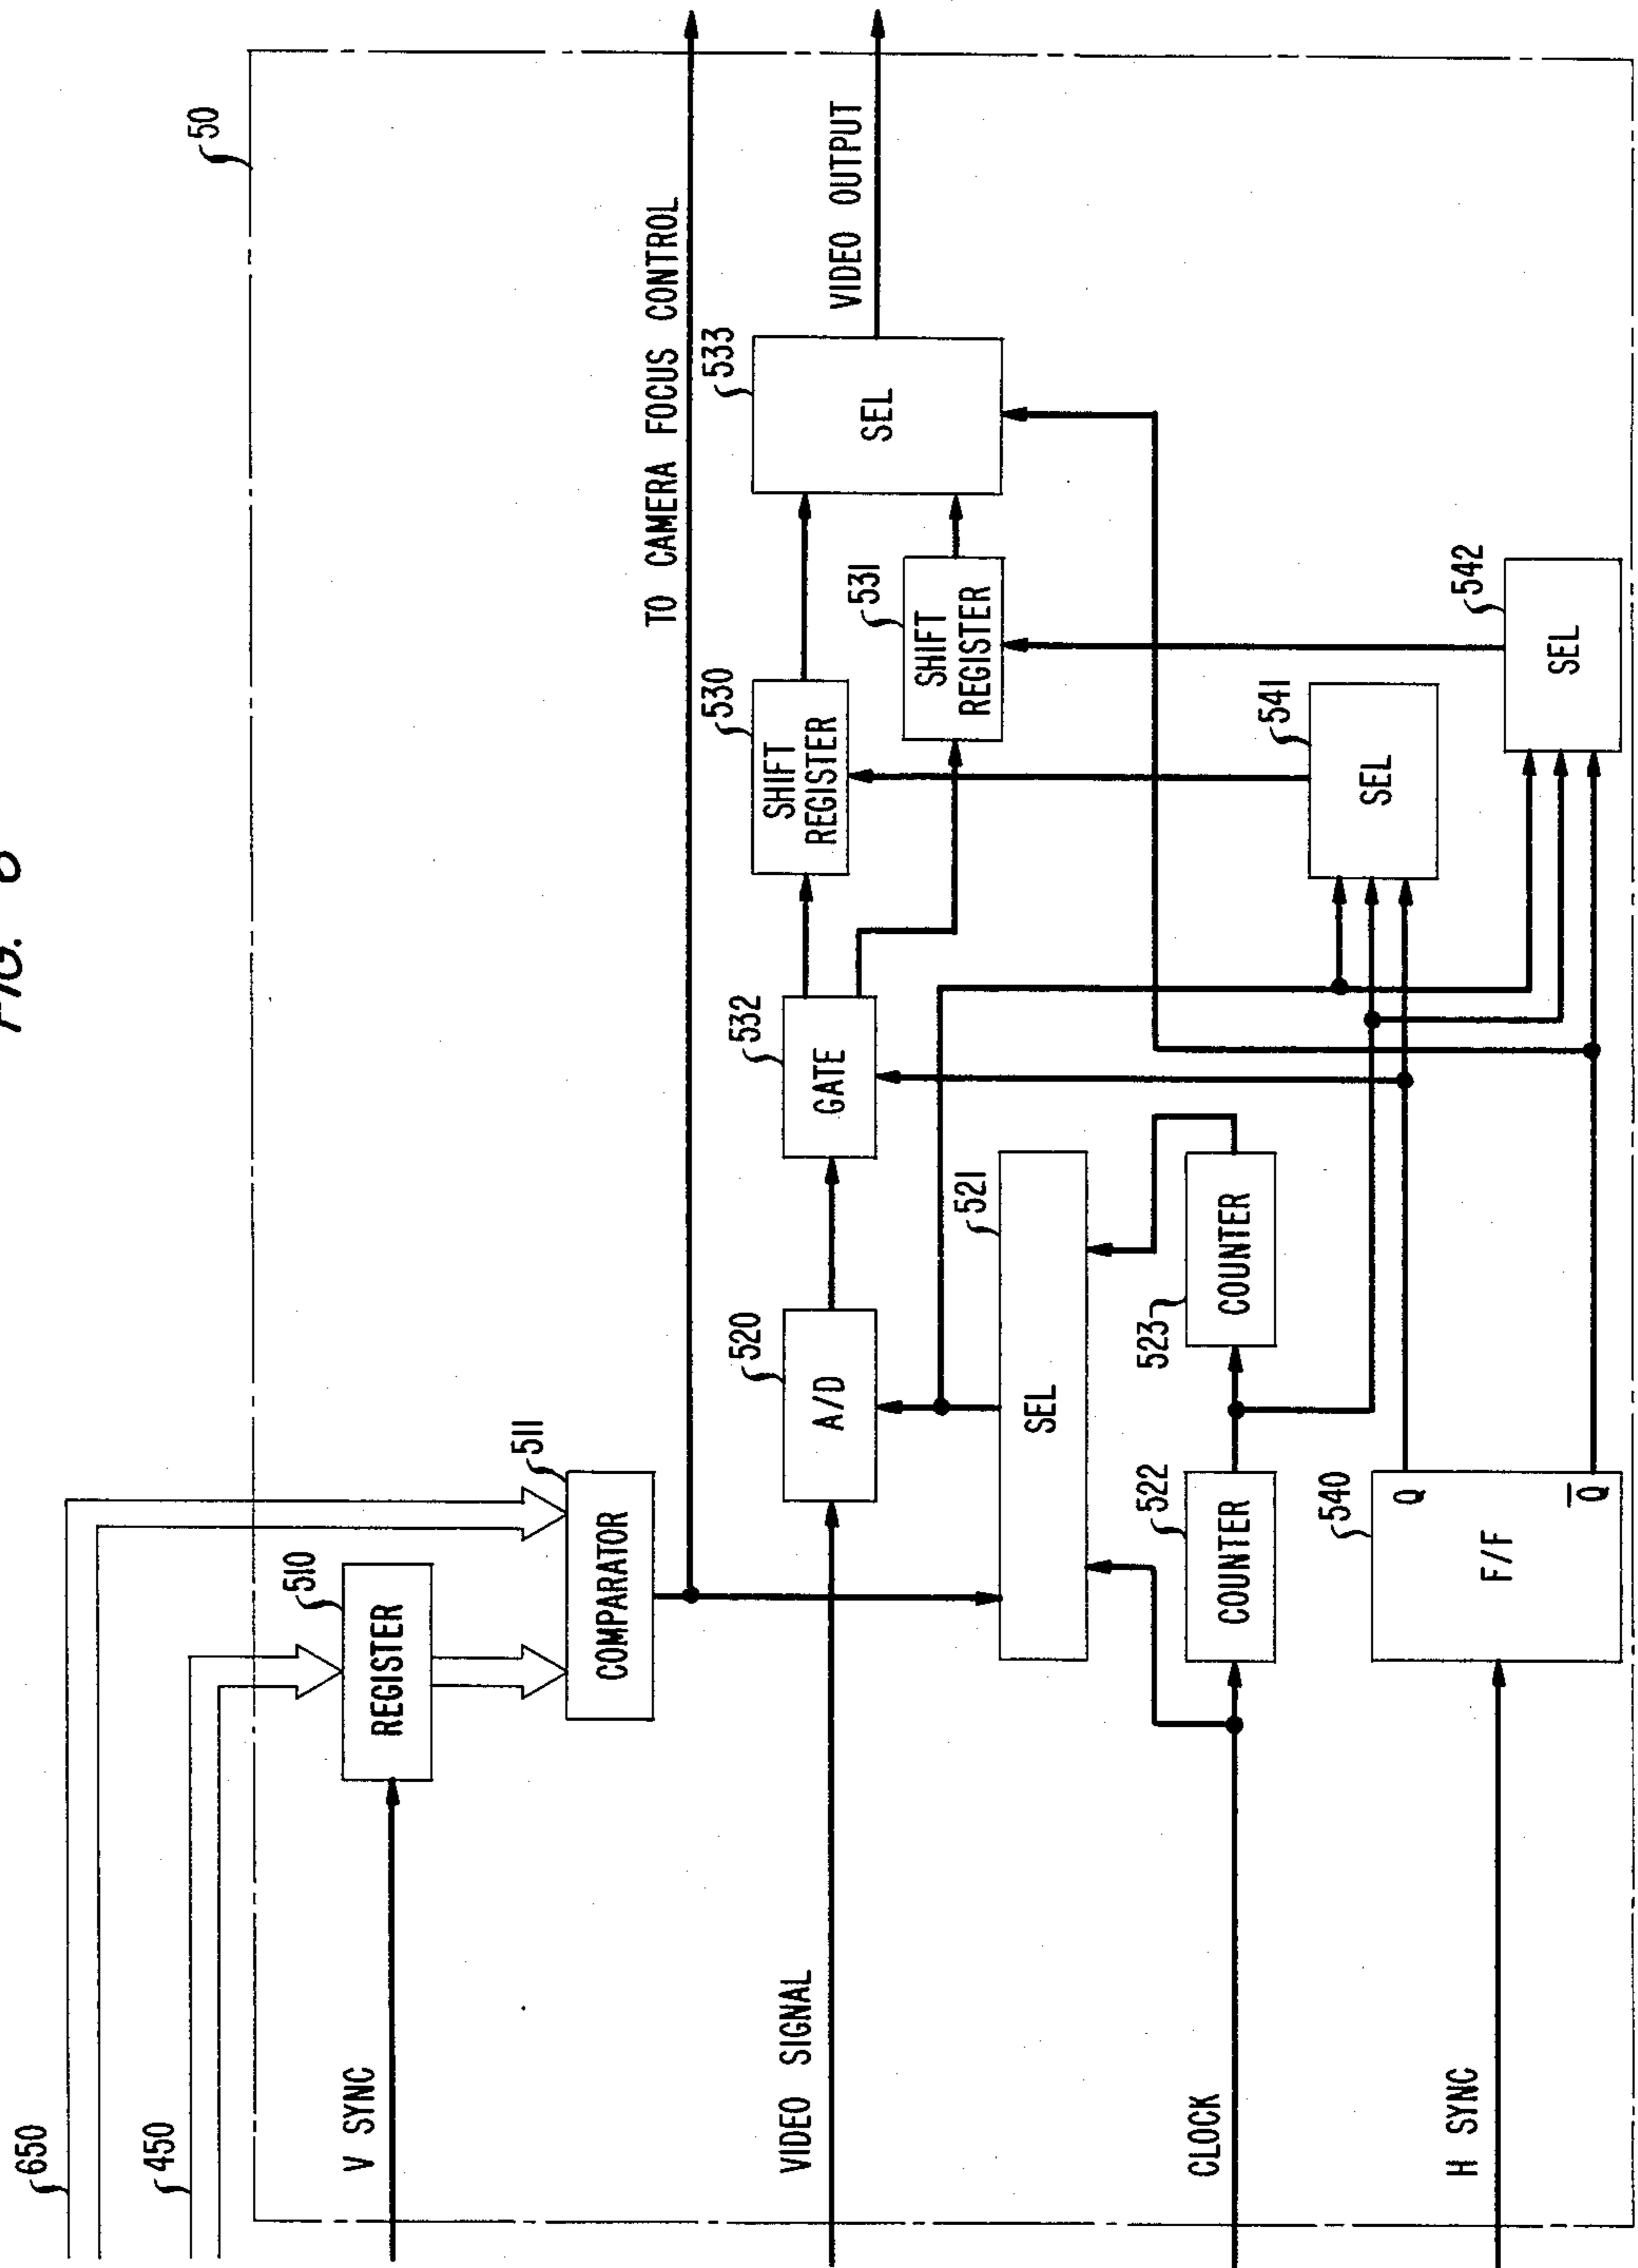 FIG.
650
450
50
V SYNC
510
REGISTER
511
COMPARATOR
TO CAMERA FOCUS CONTROL
VIDEO SIGNAL
520
A/D
532
GATE
530
SHIFT
REGISTER
531
SHIFT
REGISTER
533
SEL
VIDEO OUTPUT
521
SEL
CLOCK
522
COUNTER
523
COUNTER
541
SEL
542
SEL
H SYNC
540
F/F
Q
Q̅